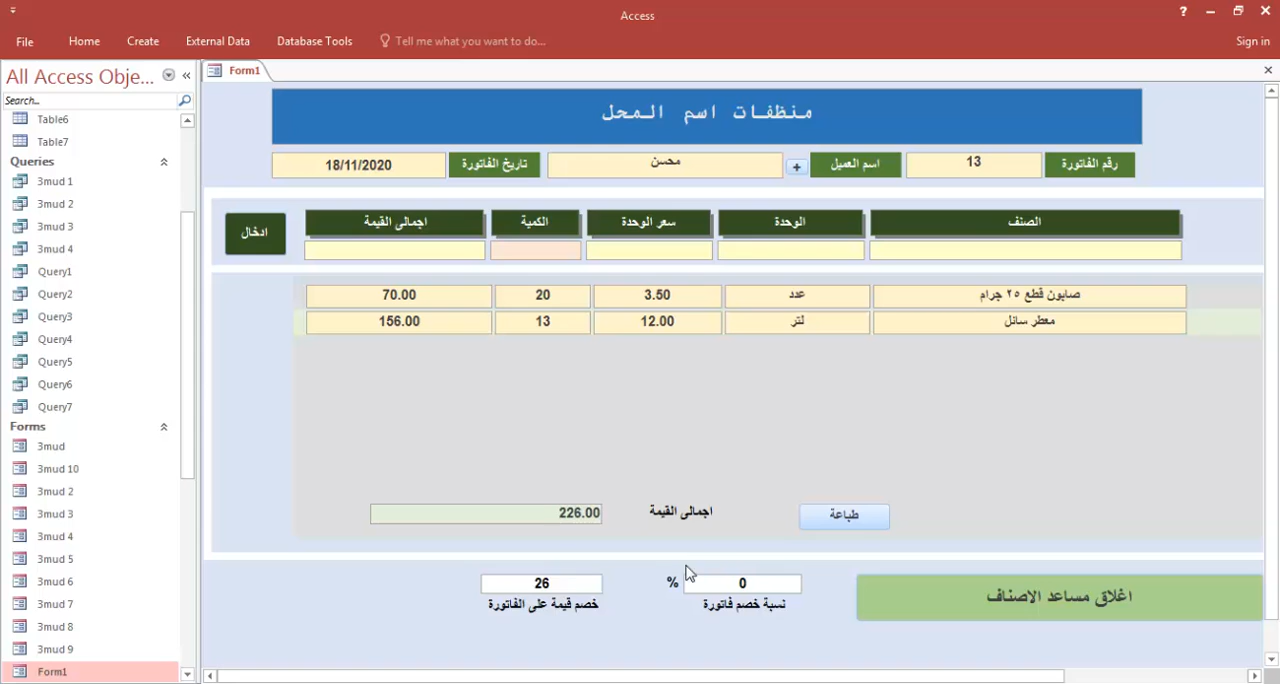 Access
? 
File Home Create External Data Database Tools Tell me what you want to do... Sign in
All Access Obje...
Search...
Table6
Table7
Queries
3mud 1
3mud 2
3mud 3
3mud 4
Query1
Query2
Query3
Query4
Query5
Query6
Query7
Forms
3mud
3mud 10
3mud 2
3mud 3
3mud 4
3mud 5
3mud 6
3mud 7
3mud 8
3mud 9
Form1
Form1
منظفات اسم المحل
رقم الفاتورة 13 اسم العميل + محسن تاريخ الفاتورة 18/11/2020
الصنف الوحدة سعر الوحدة الكمية اجمالى القيمة ادخال
صابون قطع ٢٥ جرام عدد 3.50 20 70.00
معطر سائل لتر 12.00 13 156.00
طباعة اجمالى القيمة 226.00
اغلاق مساعد الاصناف 0 % 26
نسبة خصم فاتورة خصم قيمة على الفاتورة